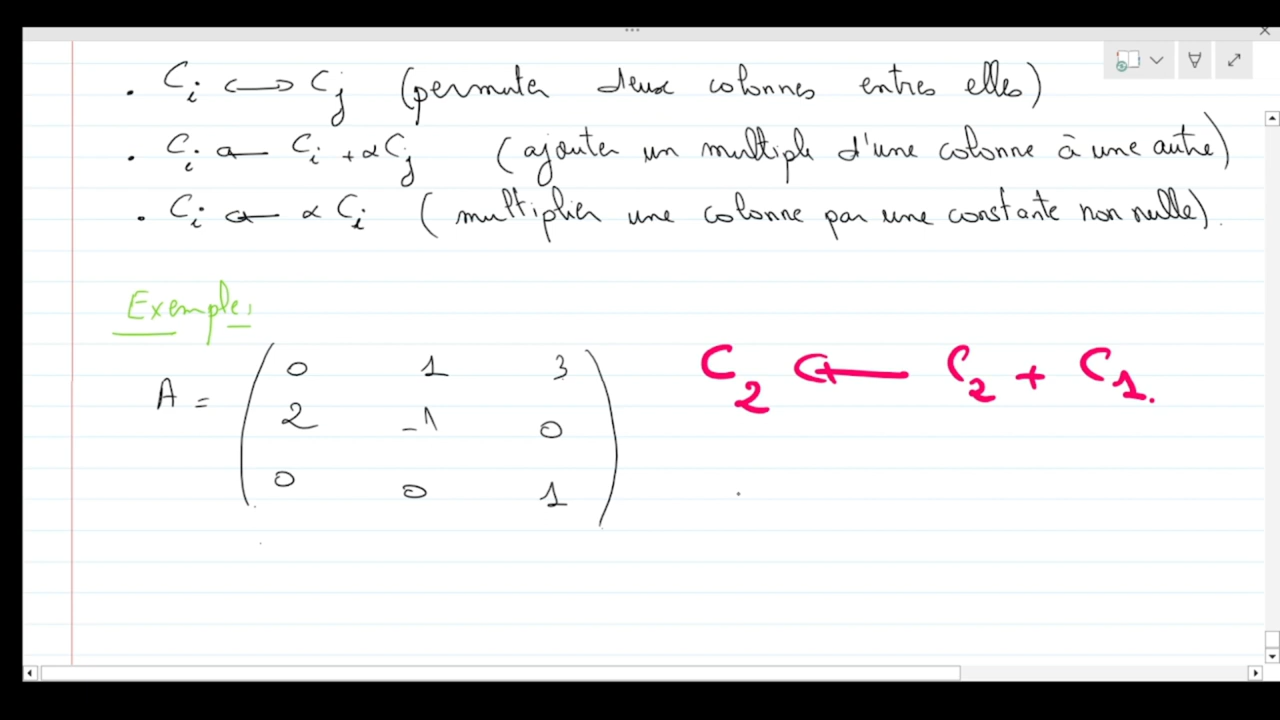 . Ci ⟷ Cj (permuter deux colonnes entres elles)
. Ci ← Ci + αCj (ajouter un multiple d'une colonne à une autre)
. Ci ← α Ci (multiplier une colonne par une constante non nulle).
Exemple:
A = ( 0 1 3 C2 ← C2 + C1.
2 -1 0
0 0 1 )